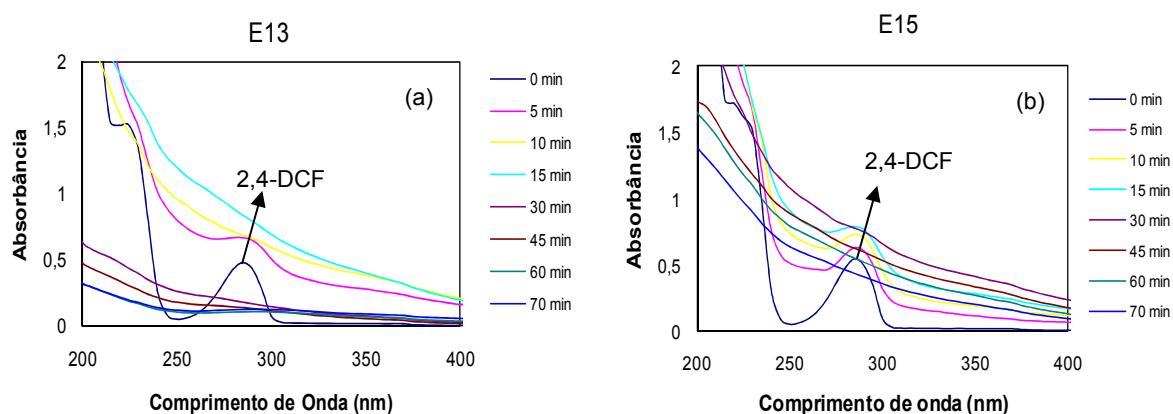 E13
2
1,5
1
0,5
0
200
250
300
350
400
Absorbância
Comprimento de Onda (nm)
(a)
2,4-DCF
0 min
5 min
10 min
15 min
30 min
45 min
60 min
70 min
E15
2
1,5
1
0,5
0
200
250
300
350
400
Absorbância
Comprimento de onda (nm)
(b)
2,4-DCF
0 min
5 min
10 min
15 min
30 min
45 min
60 min
70 min